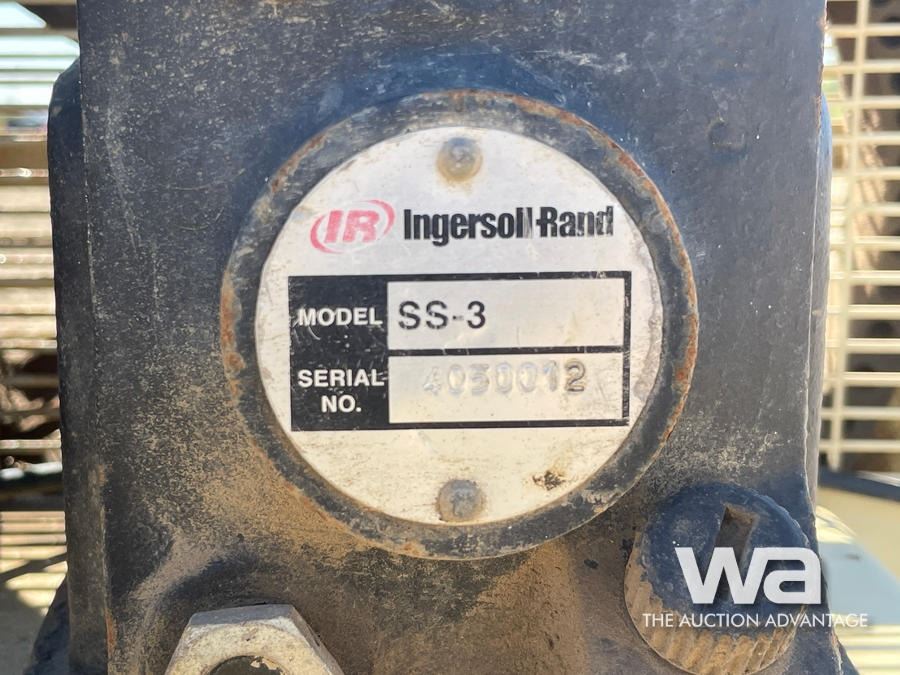 IR Ingersoll-Rand
MODEL SS-3
SERIAL NO. 4030012
wa
THE AUCTION ADVANTAGE